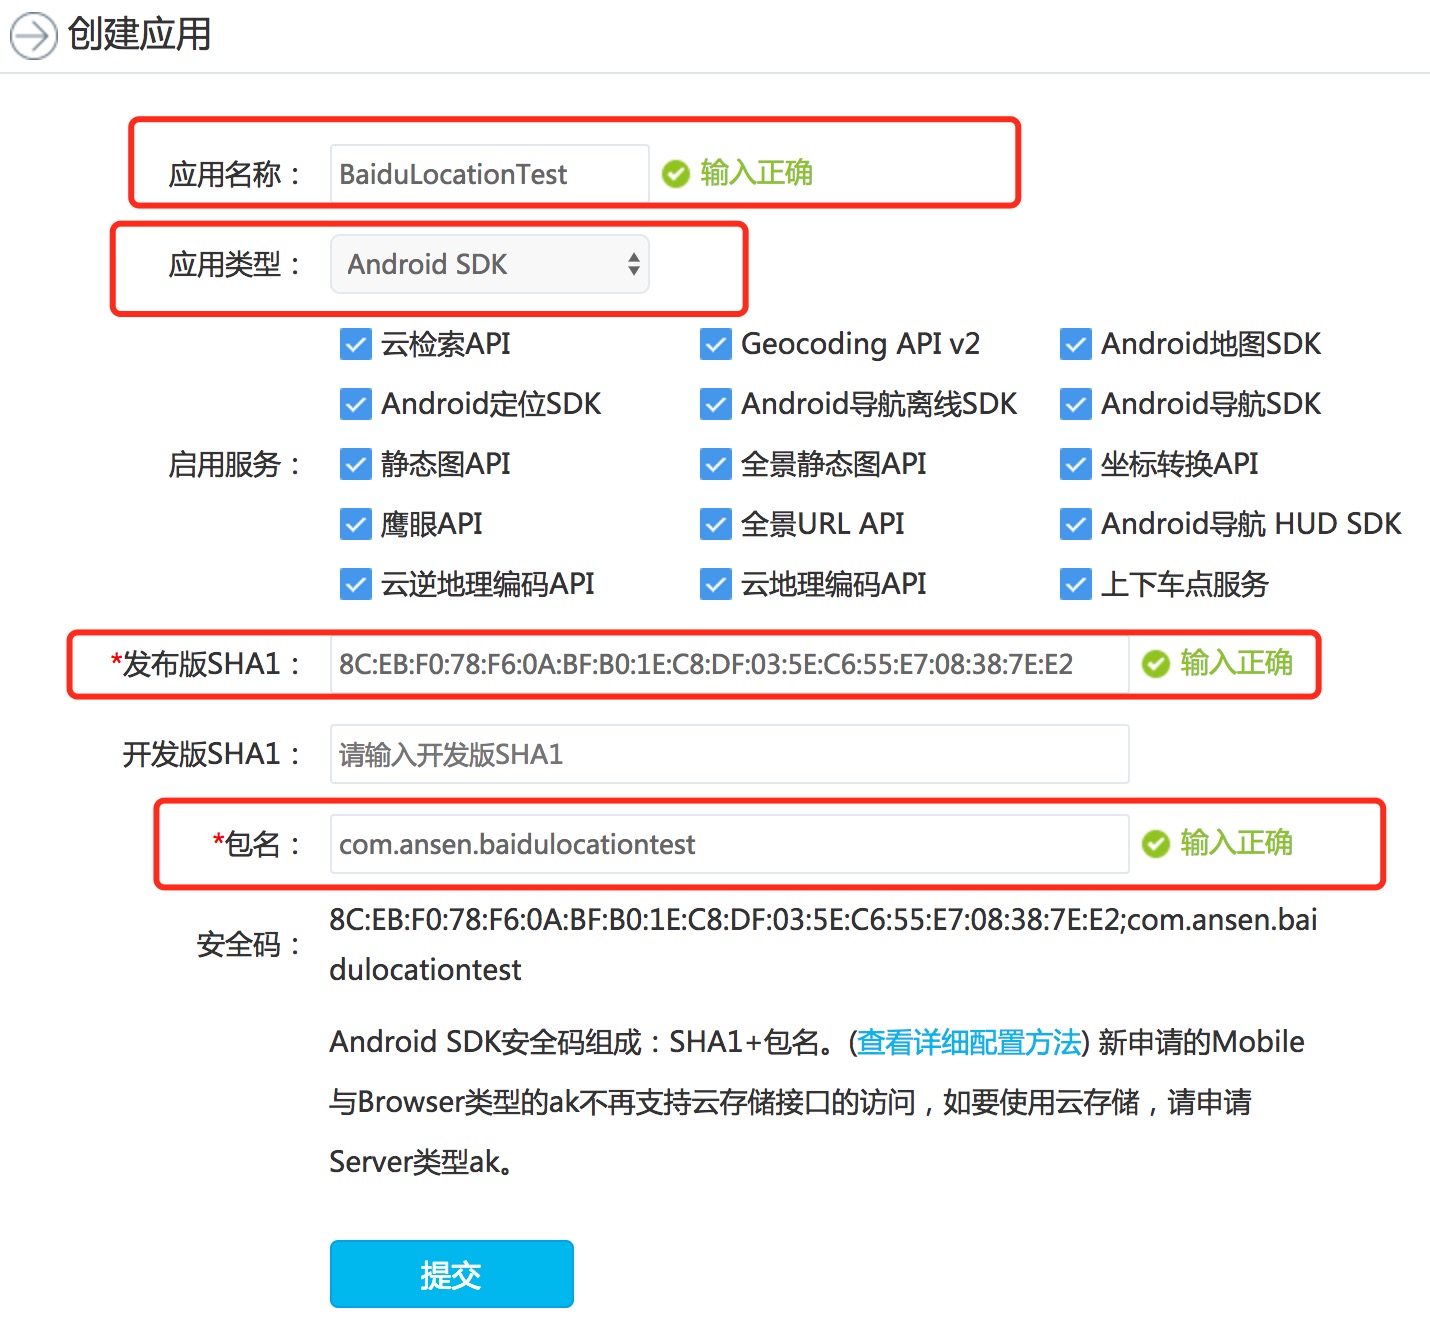 创建应用
应用名称： BaiduLocationTest 输入正确
应用类型： Android SDK
云检索API Geocoding API v2 Android地图SDK
Android定位SDK Android导航离线SDK Android导航SDK
启用服务： 静态图API 全景静态图API 坐标转换API
鹰眼API 全景URL API Android导航 HUD SDK
云逆地理编码API 云地理编码API 上下车点服务
*发布版SHA1： 8C:EB:F0:78:F6:0A:BF:B0:1E:C8:DF:03:5E:C6:55:E7:08:38:7E:E2 输入正确
开发版SHA1： 请输入开发版SHA1
*包名： com.ansen.baidulocationtest 输入正确
安全码： 8C:EB:F0:78:F6:0A:BF:B0:1E:C8:DF:03:5E:C6:55:E7:08:38:7E:E2;com.ansen.bai
dulocationtest
Android SDK安全码组成：SHA1+包名。(查看详细配置方法) 新申请的Mobile
与Browser类型的ak不再支持云存储接口的访问，如要使用云存储，请申请
Server类型ak。
提交